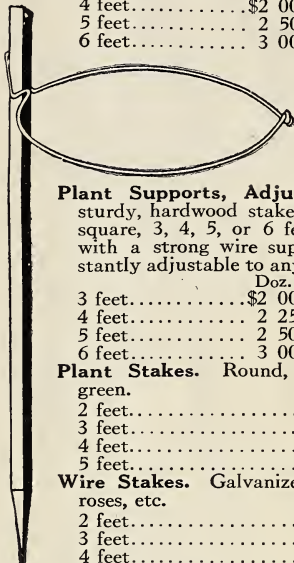 4 feet............$2 00
5 feet............ 2 50
6 feet............ 3 00
Plant Supports, Adju
sturdy, hardwood stake
square, 3, 4, 5, or 6 fe
with a strong wire sup
stantly adjustable to an
Doz.
3 feet............$2 00
4 feet............ 2 25
5 feet............ 2 50
6 feet............ 3 00
Plant Stakes. Round,
green.
2 feet............
3 feet............
4 feet............
5 feet............
Wire Stakes. Galvanize
roses, etc.
2 feet............
3 feet............
4 feet............